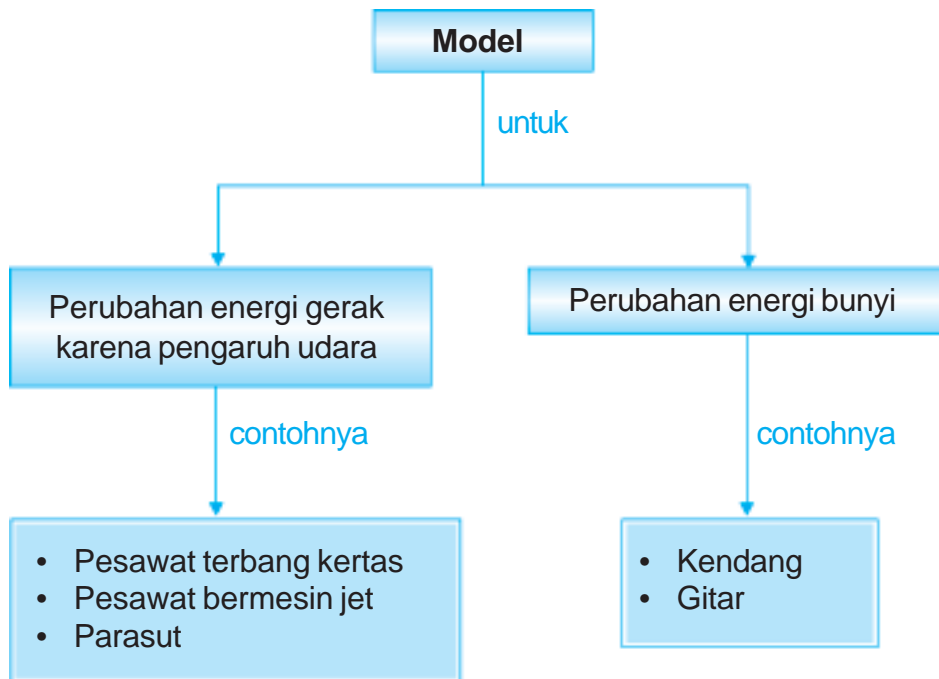 Model
untuk
Perubahan energi gerak
karena pengaruh udara
Perubahan energi bunyi
contohnya
contohnya
• Pesawat terbang kertas
• Pesawat bermesin jet
• Parasut
• Kendang
• Gitar